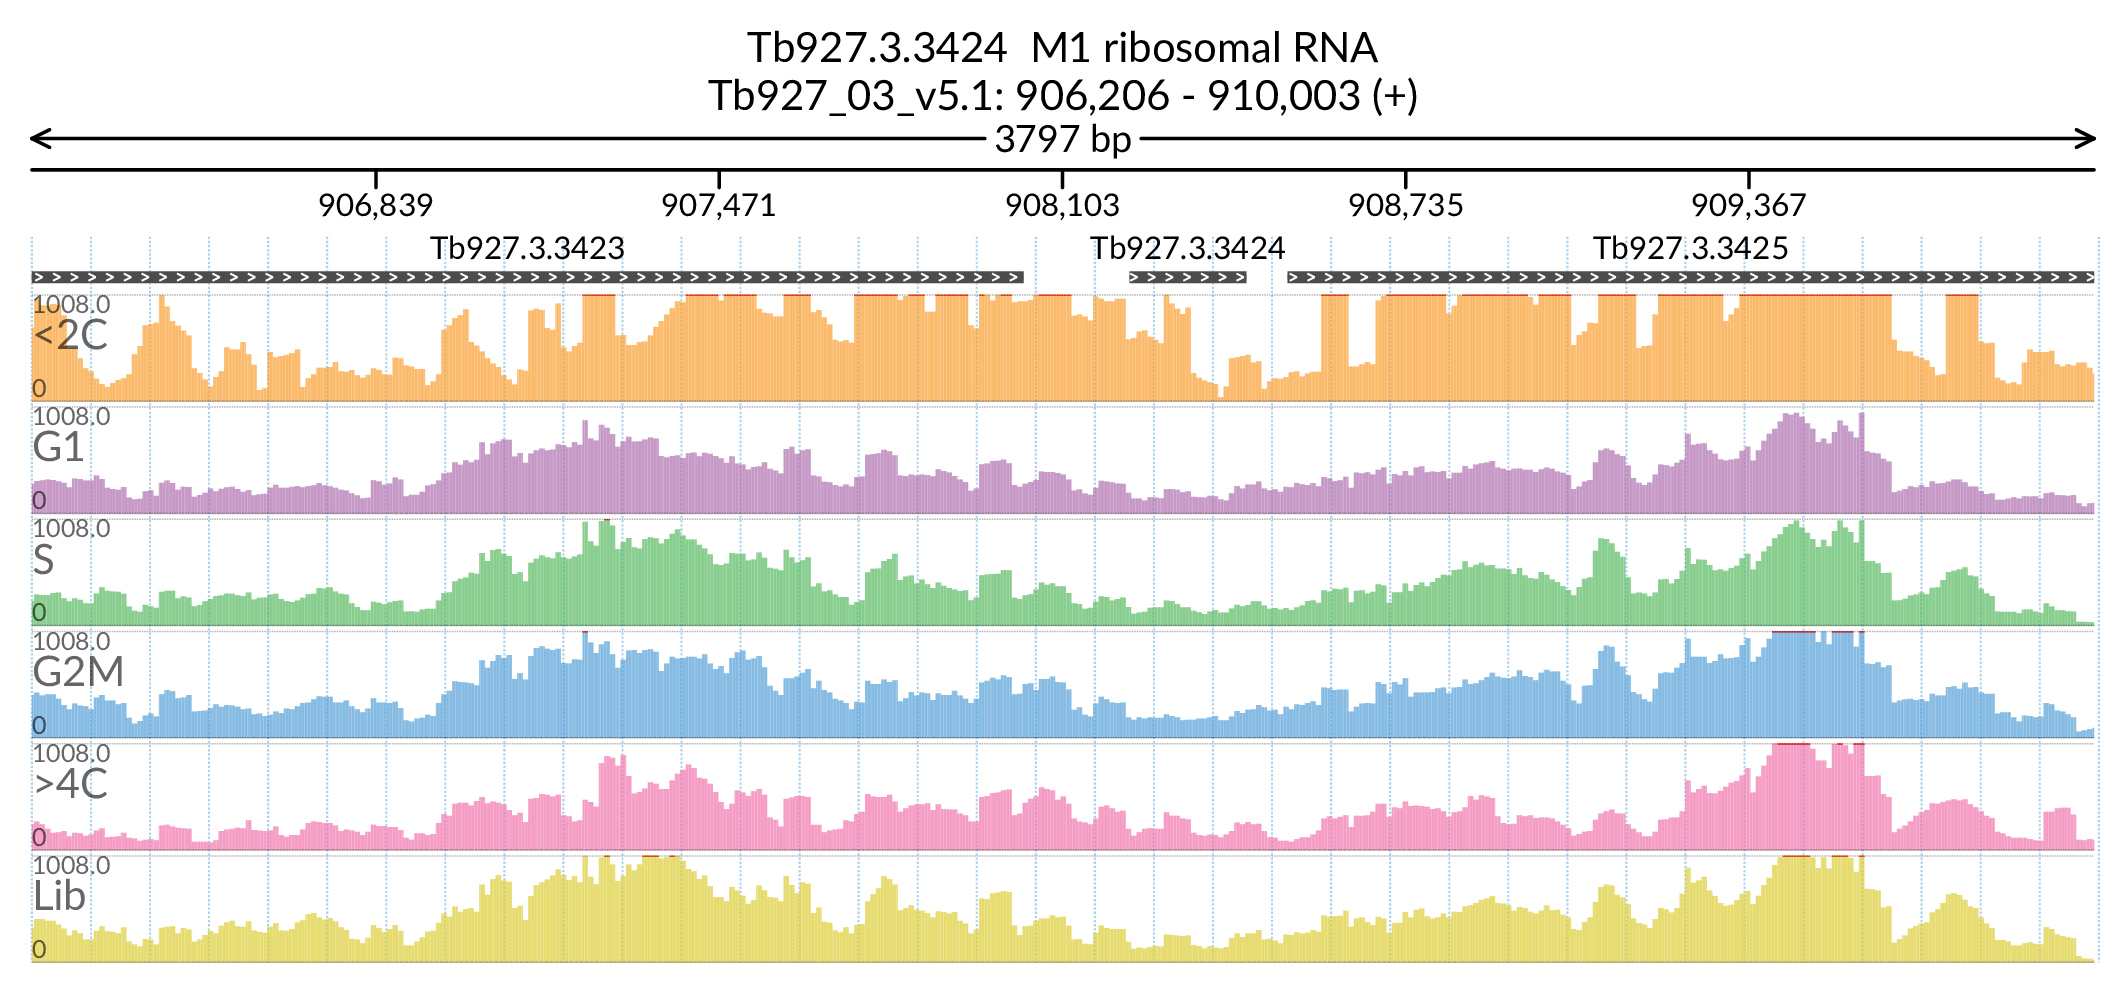 Tb927.3.3424 M1 ribosomal RNA
Tb927_03_v5.1: 906,206 - 910,003 (+)
3797 bp
906,839 907,471 908,103 908,735 909,367
Tb927.3.3423 Tb927.3.3424 Tb927.3.3425
1008.0
<2C
0
1008.0
G1
0
1008.0
S
0
1008.0
G2M
0
1008.0
>4C
0
1008.0
Lib
0